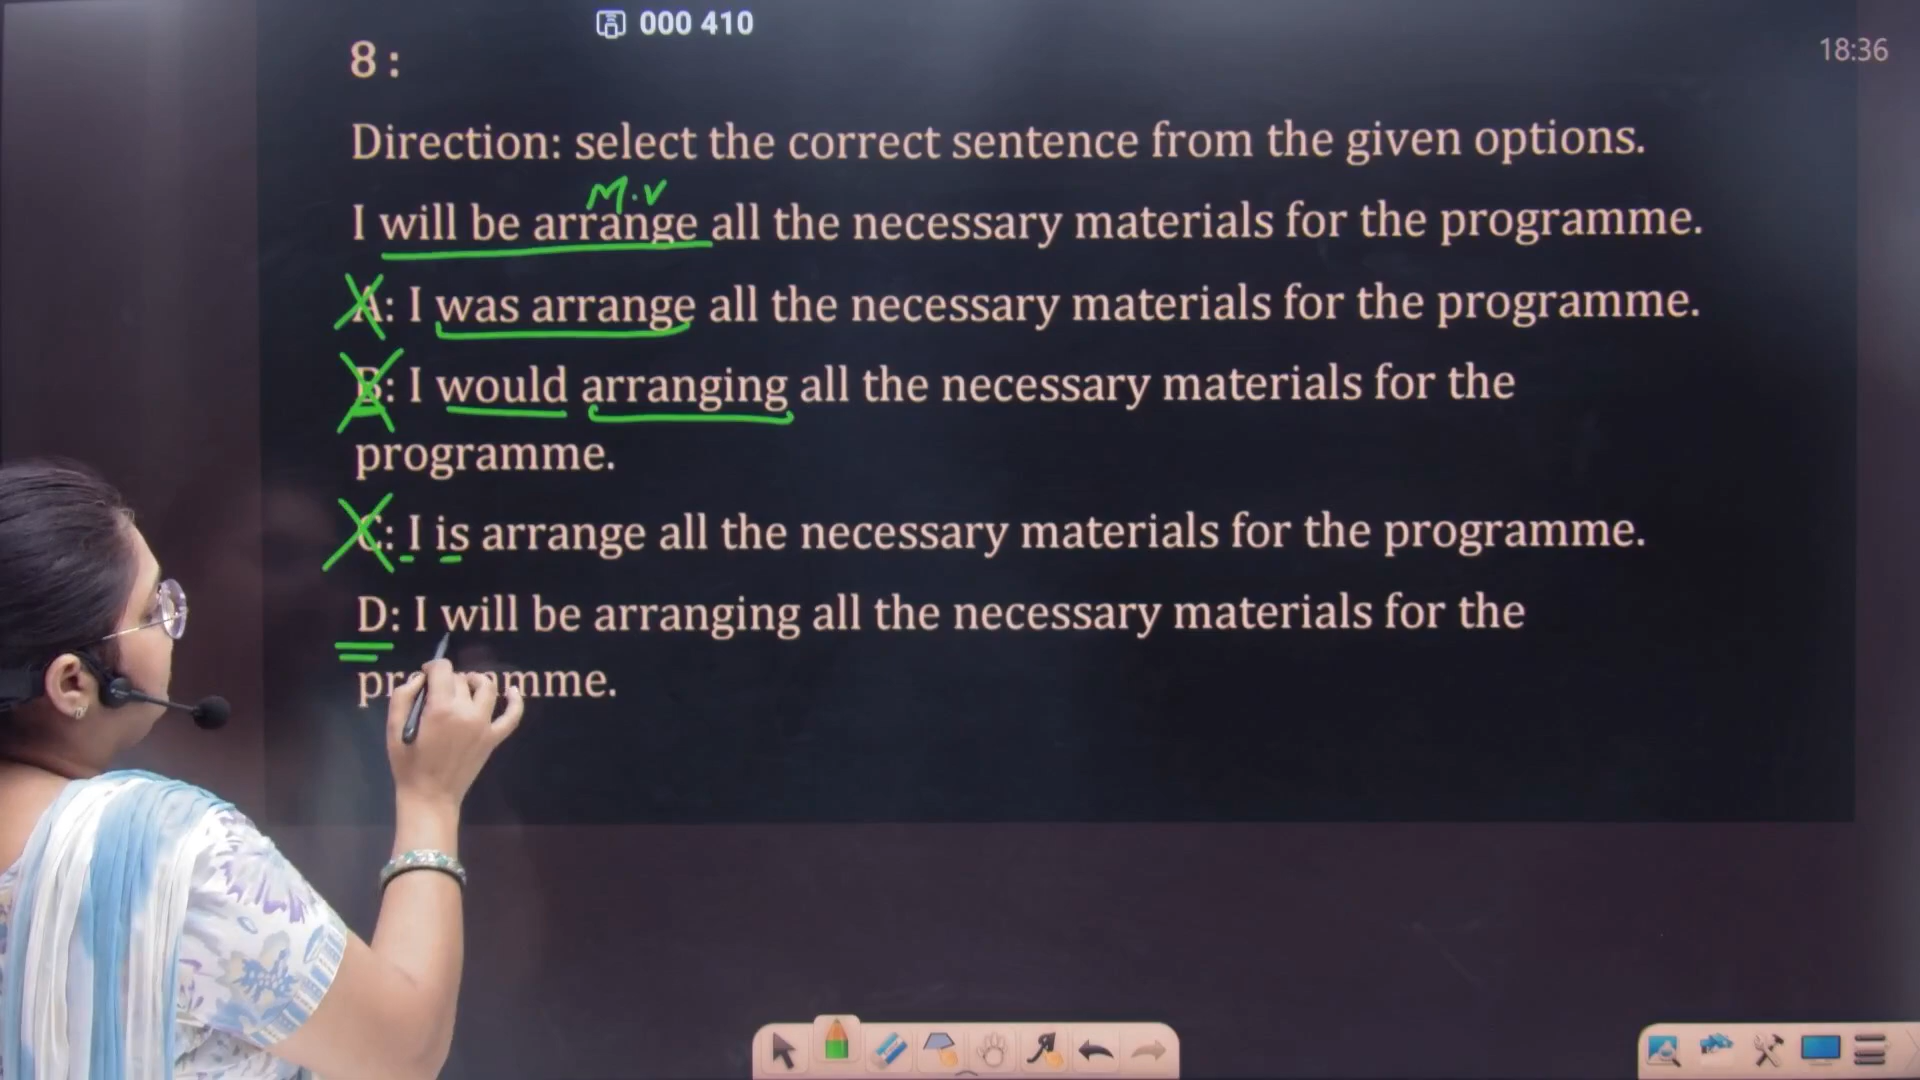 000 410
18:36
8 :
Direction: select the correct sentence from the given options.
M.V
I will be arrange all the necessary materials for the programme.
A: I was arrange all the necessary materials for the programme.
B: I would arranging all the necessary materials for the
programme.
C: I is arrange all the necessary materials for the programme.
D: I will be arranging all the necessary materials for the
programme.